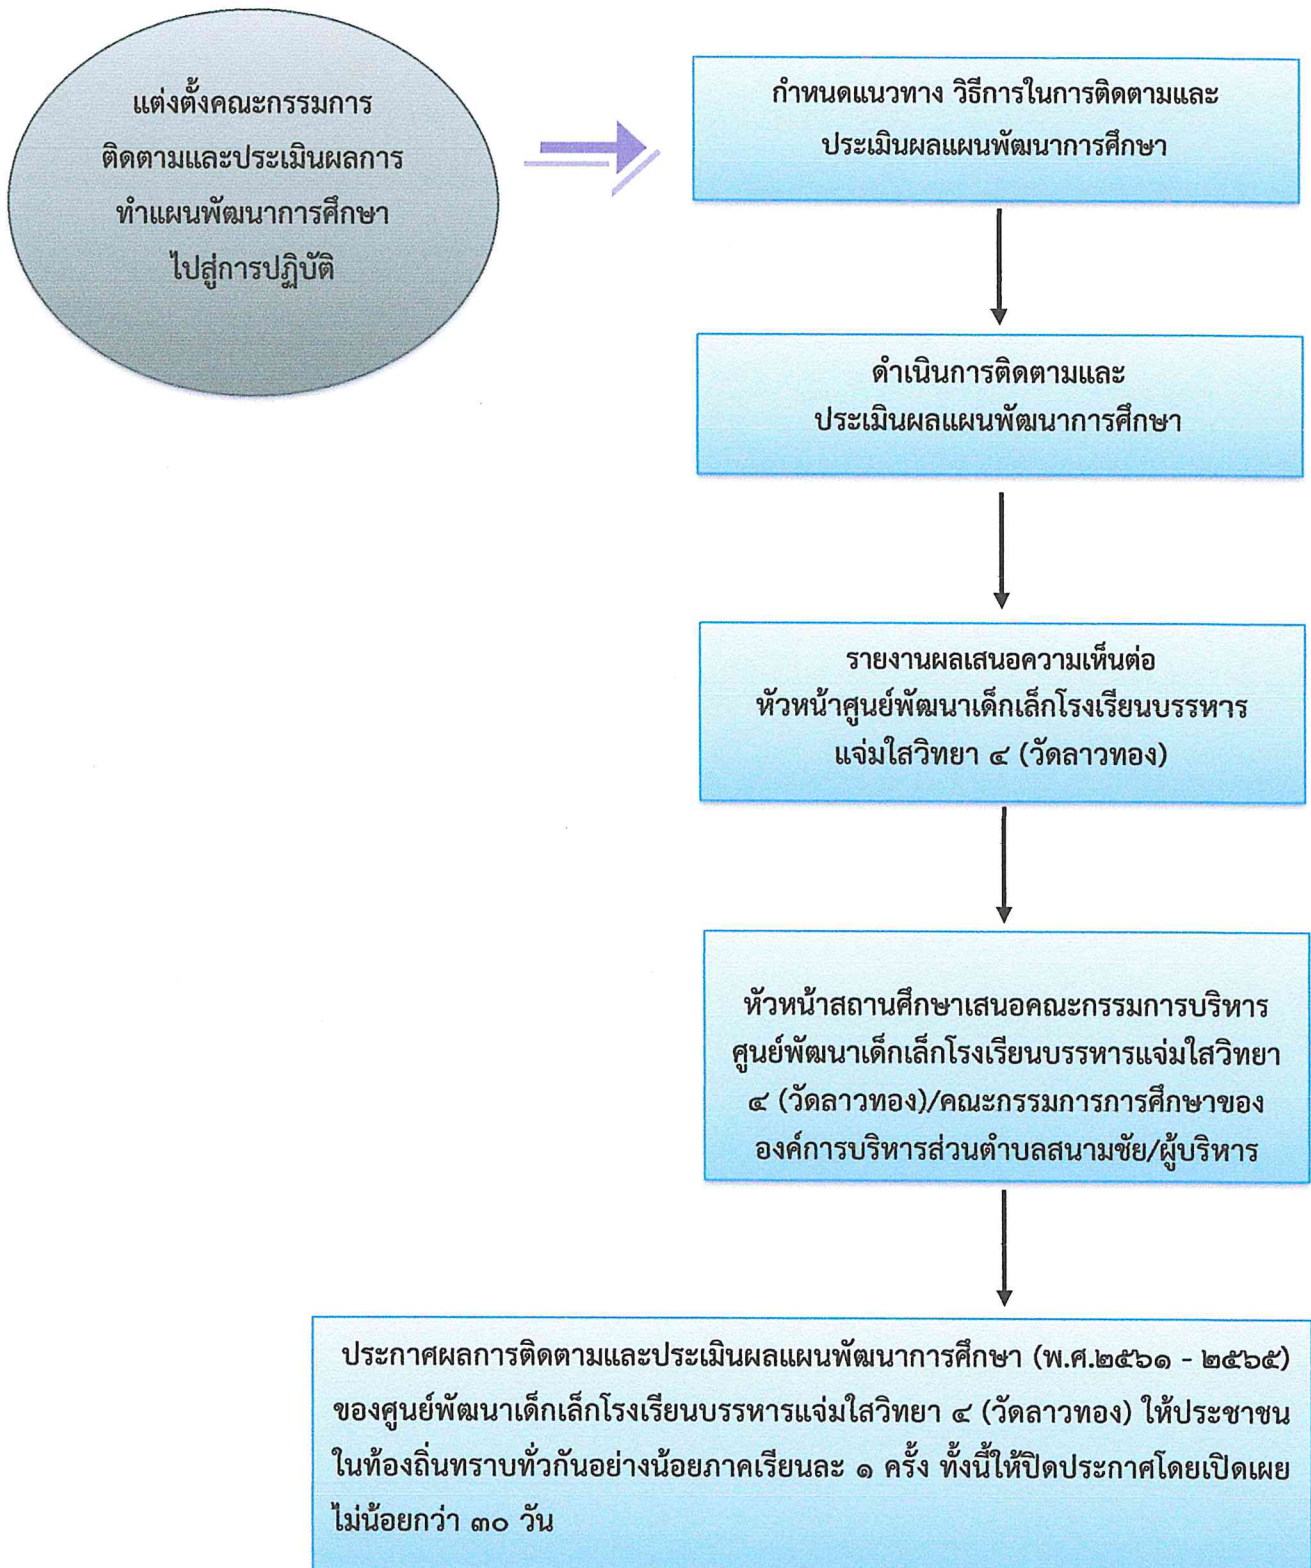 แต่งตั้งคณะกรรมการ
ติดตามและประเมินผลการ
ทำแผนพัฒนาการศึกษา
ไปสู่การปฏิบัติ
กำหนดแนวทาง วิธีการในการติดตามและ
ประเมินผลแผนพัฒนาการศึกษา
ดำเนินการติดตามและ
ประเมินผลแผนพัฒนาการศึกษา
รายงานผลเสนอความเห็นต่อ
หัวหน้าศูนย์พัฒนาเด็กเล็กโรงเรียนบรรหาร
แจ่มใสวิทยา ๔ (วัดลาวทอง)
หัวหน้าสถานศึกษาเสนอคณะกรรมการบริหาร
ศูนย์พัฒนาเด็กเล็กโรงเรียนบรรหารแจ่มใสวิทยา
๔ (วัดลาวทอง)/คณะกรรมการการศึกษาของ
องค์การบริหารส่วนตำบลสนามชัย/ผู้บริหาร
ประกาศผลการติดตามและประเมินผลแผนพัฒนาการศึกษา (พ.ศ.๒๕๖๑ - ๒๕๖๕)
ของศูนย์พัฒนาเด็กเล็กโรงเรียนบรรหารแจ่มใสวิทยา ๔ (วัดลาวทอง) ให้ประชาชน
ในท้องถิ่นทราบทั่วกันอย่างน้อยภาคเรียนละ ๑ ครั้ง ทั้งนี้ให้ปิดประกาศโดยเปิดเผย
ไม่น้อยกว่า ๓๐ วัน